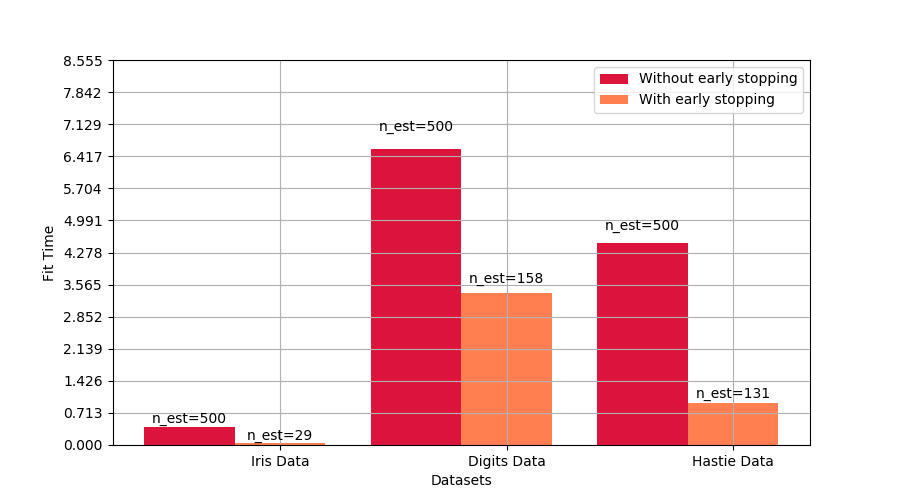 8.555
7.842
7.129
6.417
5.704
4.991
4.278
3.565
2.852
2.139
1.426
0.713
0.000
Fit Time
Without early stopping
With early stopping
n_est=500
n_est=29
n_est=500
n_est=158
n_est=500
n_est=131
Iris Data
Digits Data
Hastie Data
Datasets